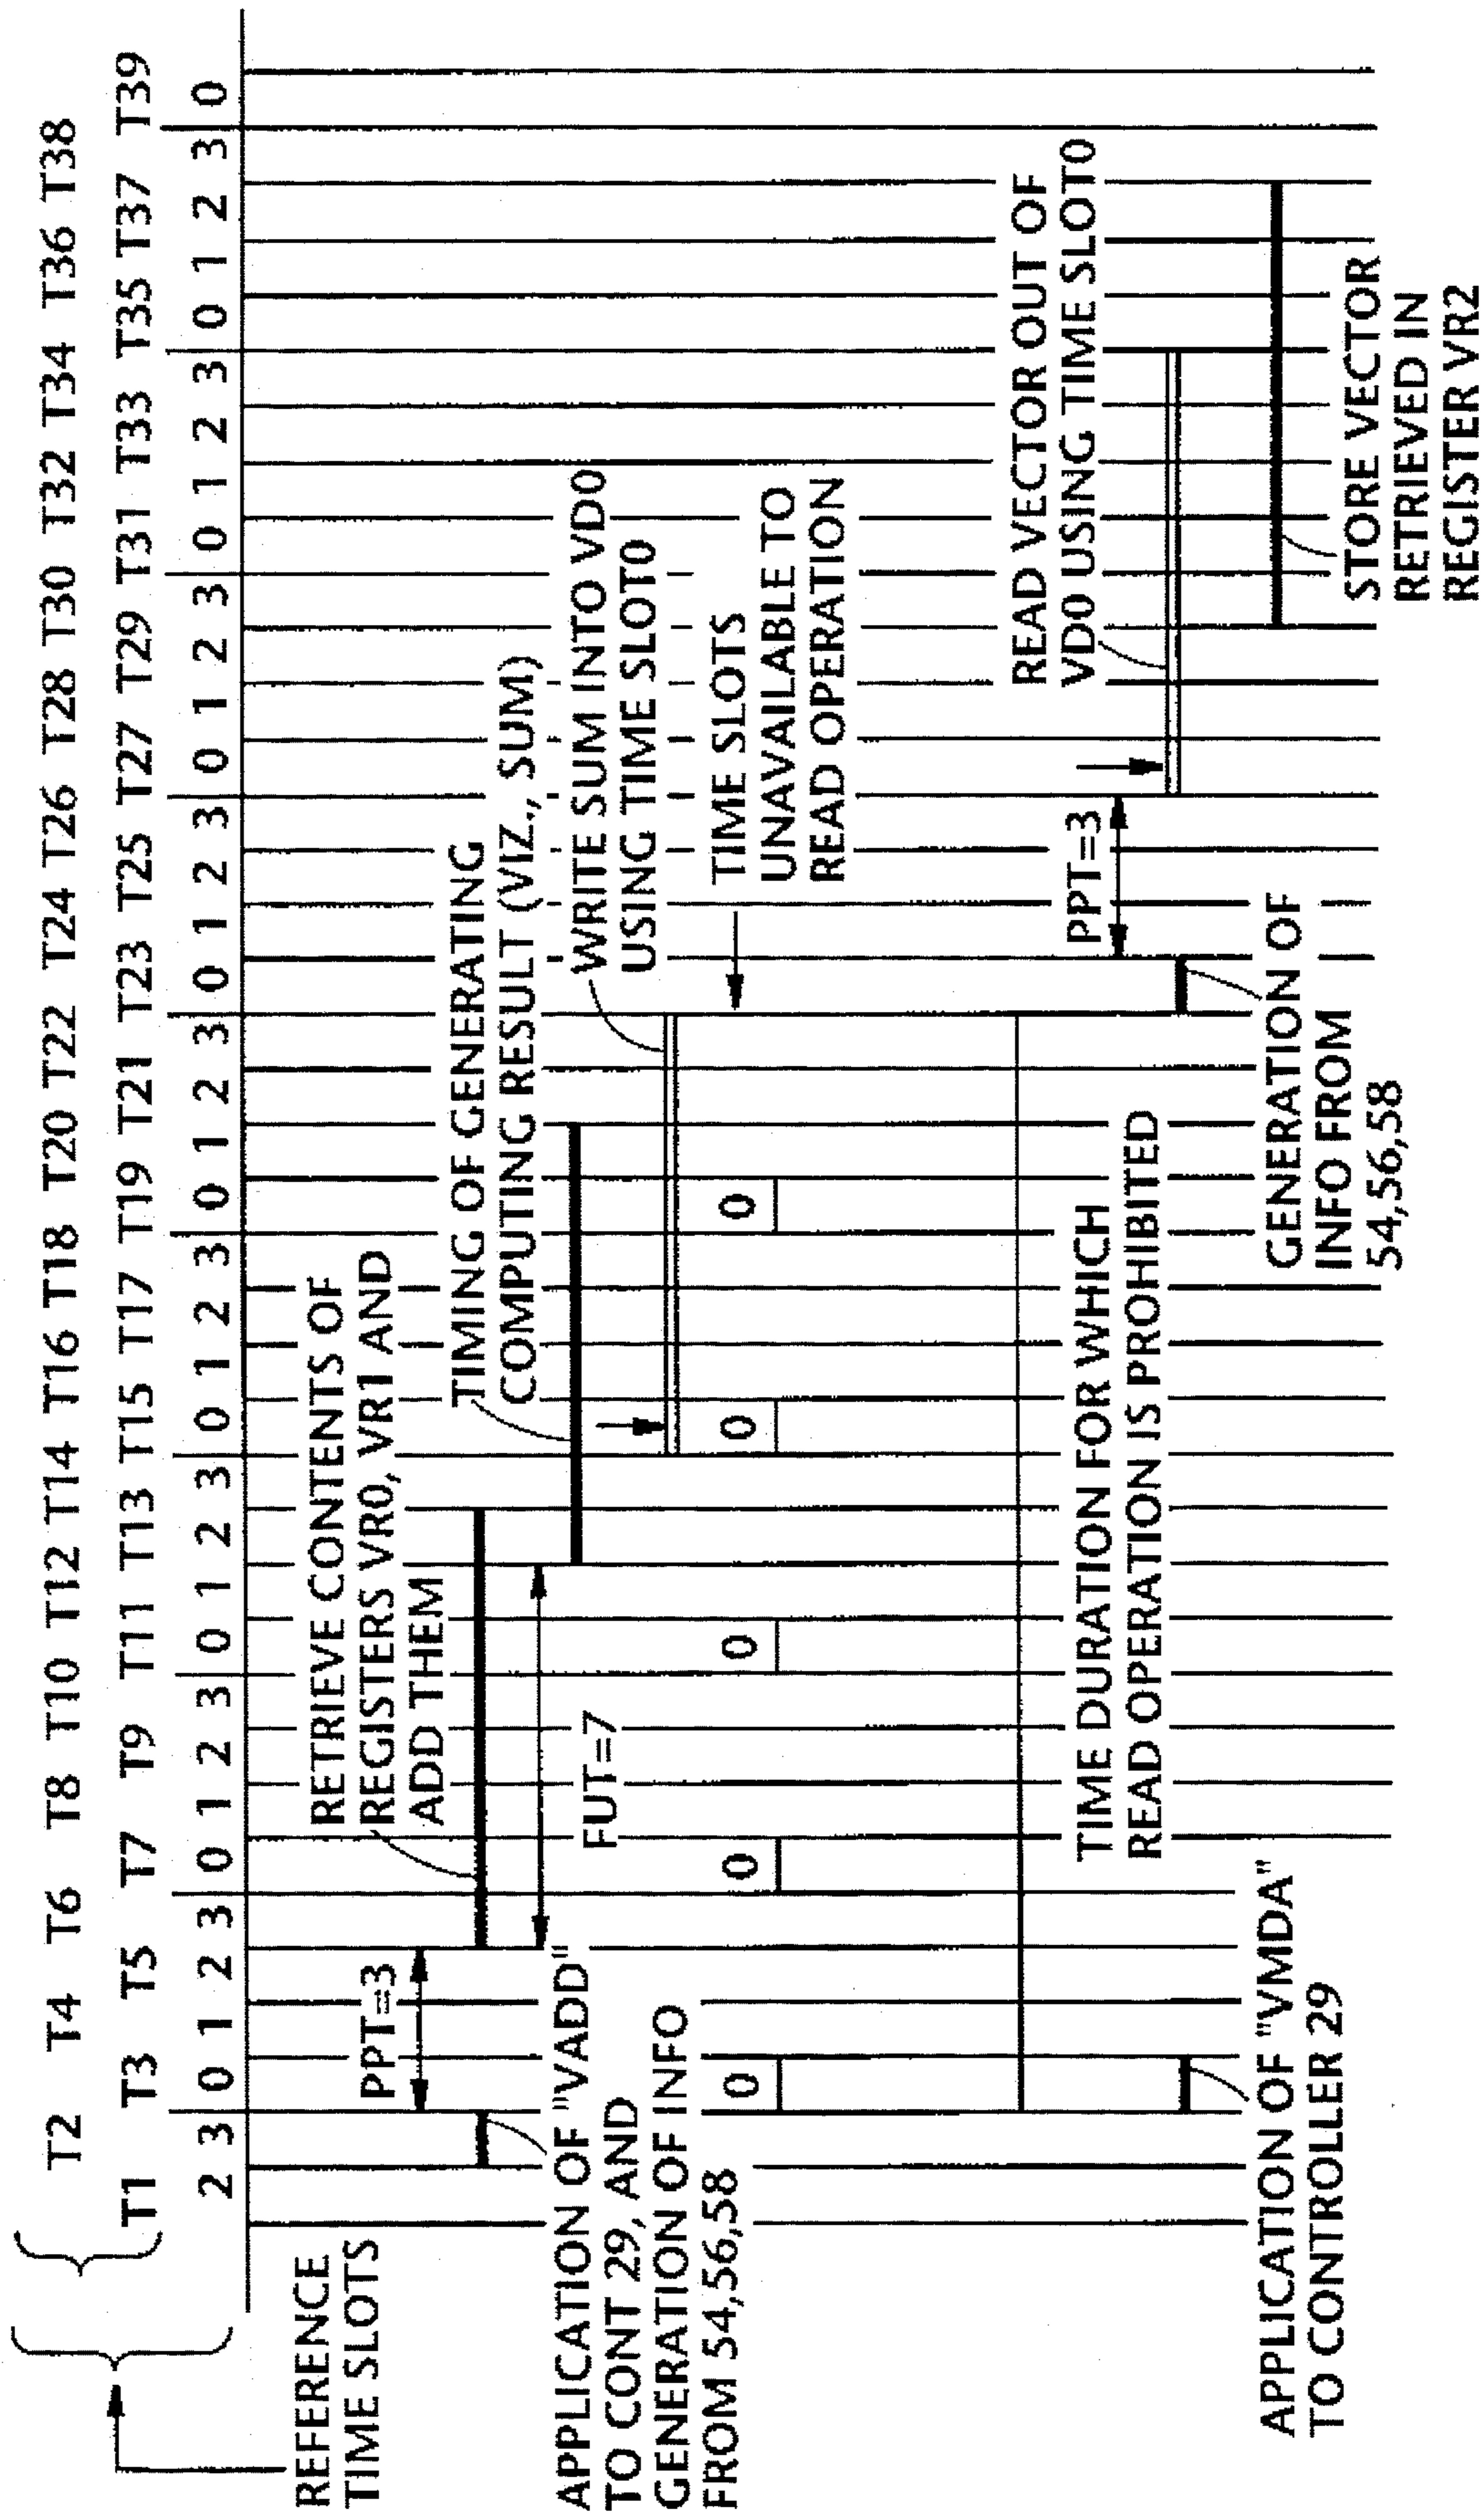 T2 T4 T6 T8 T10 T12 T14 T16 T18 T20 T22 T24 T26 T28 T30 T32 T34 T36 T38
T1 T3 T5 T7 T9 T11 T13 T15 T17 T19 T21 T23 T25 T27 T29 T31 T33 T35 T37 T39
2 3 0 1 2 3 0 1 2 3 0 1 2 3 0 1 2 3 0 1 2 3 0 1 2 3 0 1 2 3 0 1 2 3 0 1 2 3 0
REFERENCE
TIME SLOTS
PPT=3
RETRIEVE CONTENTS OF
REGISTERS VR0, VR1 AND
ADD THEM
TIMING OF GENERATING
COMPUTING RESULT (VIZ., SUM)
APPLICATION OF "VADD"
TO CONT 29, AND
GENERATION OF INFO
FROM 54,56,58
FUT=7
WRITE SUM INTO VD0
USING TIME SLOT0
0 0 0 0 0
TIME SLOTS
UNAVAILABLE TO
READ OPERATION
TIME DURATION FOR WHICH
READ OPERATION IS PROHIBITED
PPT=3
READ VECTOR OUT OF
VD0 USING TIME SLOT0
APPLICATION OF "VMDA"
TO CONTROLLER 29
GENERATION OF
INFO FROM
54,56,58
STORE VECTOR
RETRIEVED IN
REGISTER VR2